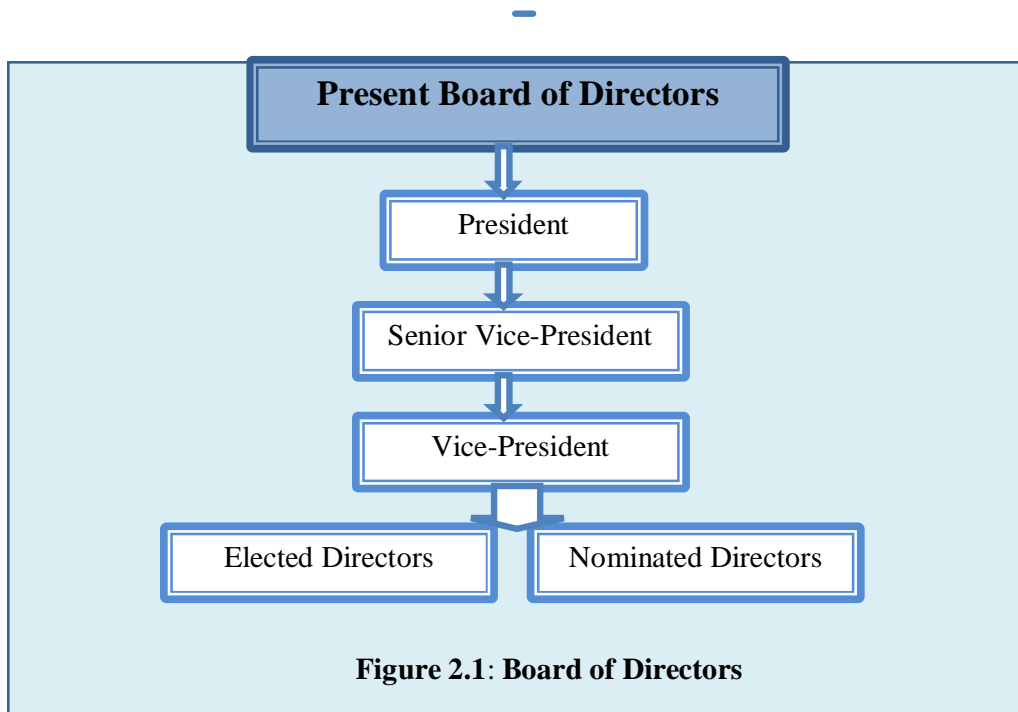 Present Board of Directors
President
Senior Vice-President
Vice-President
Elected Directors
Nominated Directors
Figure 2.1: Board of Directors